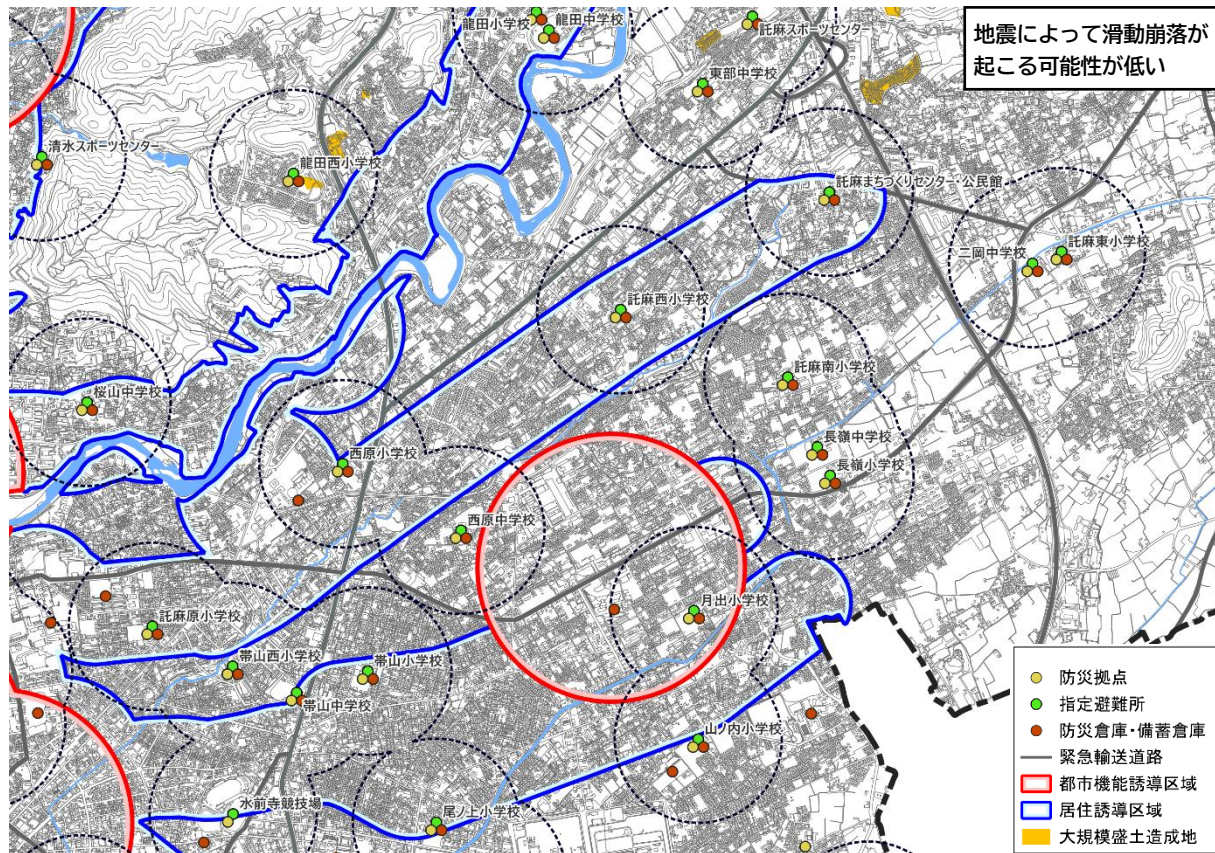 龍田小学校
龍田中学校
託麻スポーツセンター
地震によって滑動崩落が
起こる可能性が低い
東部中学校
清水スポーツセンター
龍田西小学校
託麻まちづくりセンター・公民館
二岡中学校
託麻東小学校
託麻西小学校
託麻南小学校
桜山中学校
長嶺中学校
西原小学校
長嶺小学校
西原中学校
月出小学校
託麻原小学校
帯山西小学校
帯山小学校
帯山中学校
山ノ内小学校
水前寺競技場
尾ノ上小学校
防災拠点
指定避難所
防災倉庫・備蓄倉庫
緊急輸送道路
都市機能誘導区域
居住誘導区域
大規模盛土造成地